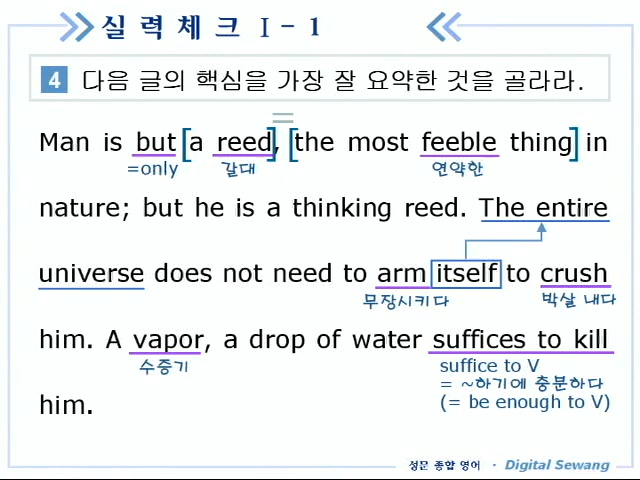 실력체크 I - 1
4 다음 글의 핵심을 가장 잘 요약한 것을 골라라.
=
Man is but [a reed], [the most feeble thing] in
=only 갈대 연약한
nature; but he is a thinking reed. The entire
universe does not need to arm itself to crush
무장시키다 박살 내다
him. A vapor, a drop of water suffices to kill
수증기 suffice to V
= ~하기에 충분하다
him. (= be enough to V)
정문 종합 영어 · Digital Sewang